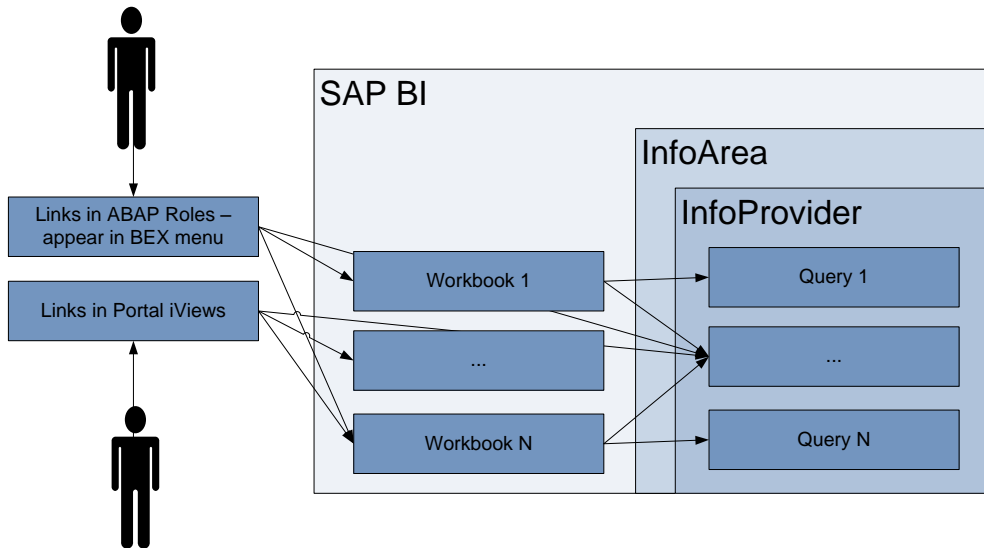 SAP BI
InfoArea
InfoProvider
Links in ABAP Roles –
appear in BEX menu
Links in Portal iViews
Workbook 1
...
Workbook N
Query 1
...
Query N